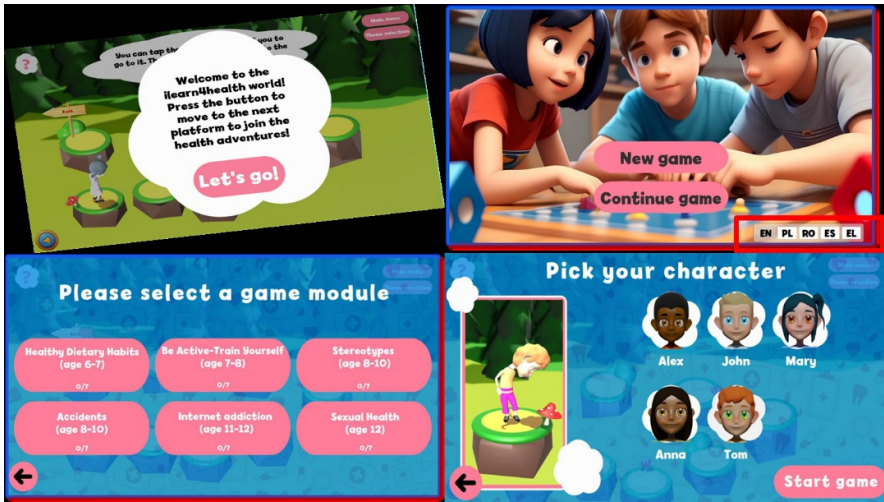 Main menu
Theme selection
?
You can tap the
you to
go to it. Th
to the
Welcome to the
ilearn4health world!
Press the button to
move to the next
platform to join the
health adventures!
Let's go!
New game
Continue game
EN PL RO ES EL
?
Main menu
Please select a game module
Healthy Dietary Habits
(age 6-7)
0/7
Be Active-Train Yourself
(age 7-8)
0/7
Stereotypes
(age 8-10)
0/7
Accidents
(age 8-10)
0/7
Internet addiction
(age 11-12)
0/7
Sexual Health
(age 12)
0/7
Pick your character
Alex
John
Mary
Anna
Tom
Start game